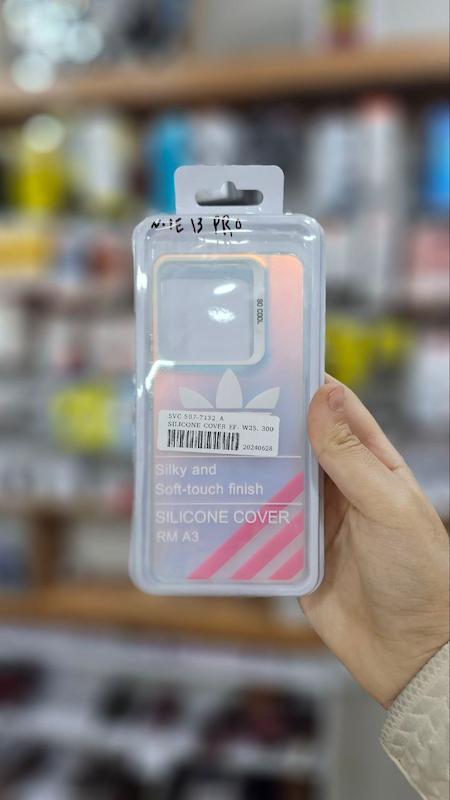 NOTE 13 PRO
SO COOL
SVC 507-7132 A
SILICONE COVER EF- W25, 300
20240628
Silky and
Soft-touch finish
SILICONE COVER
RM A3